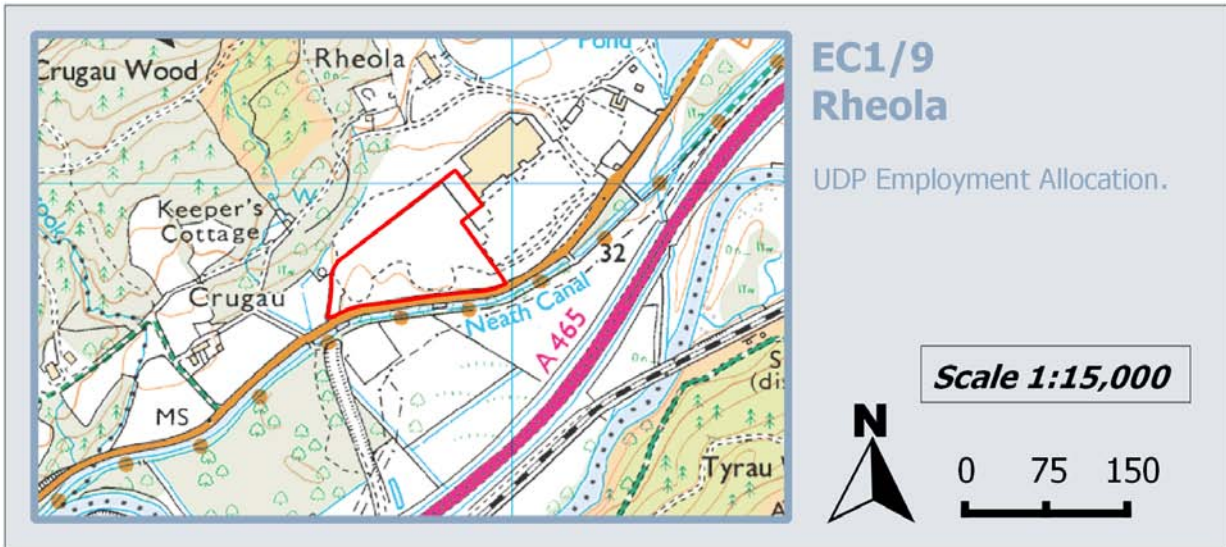 EC1/9
Rheola
UDP Employment Allocation.
Pond
Rheola
Crugau Wood
W
Keeper's
Cottage
Crugau
32
Neath Canal
A 465
MS
Tyrau
Scale 1:15,000
N
0 75 150